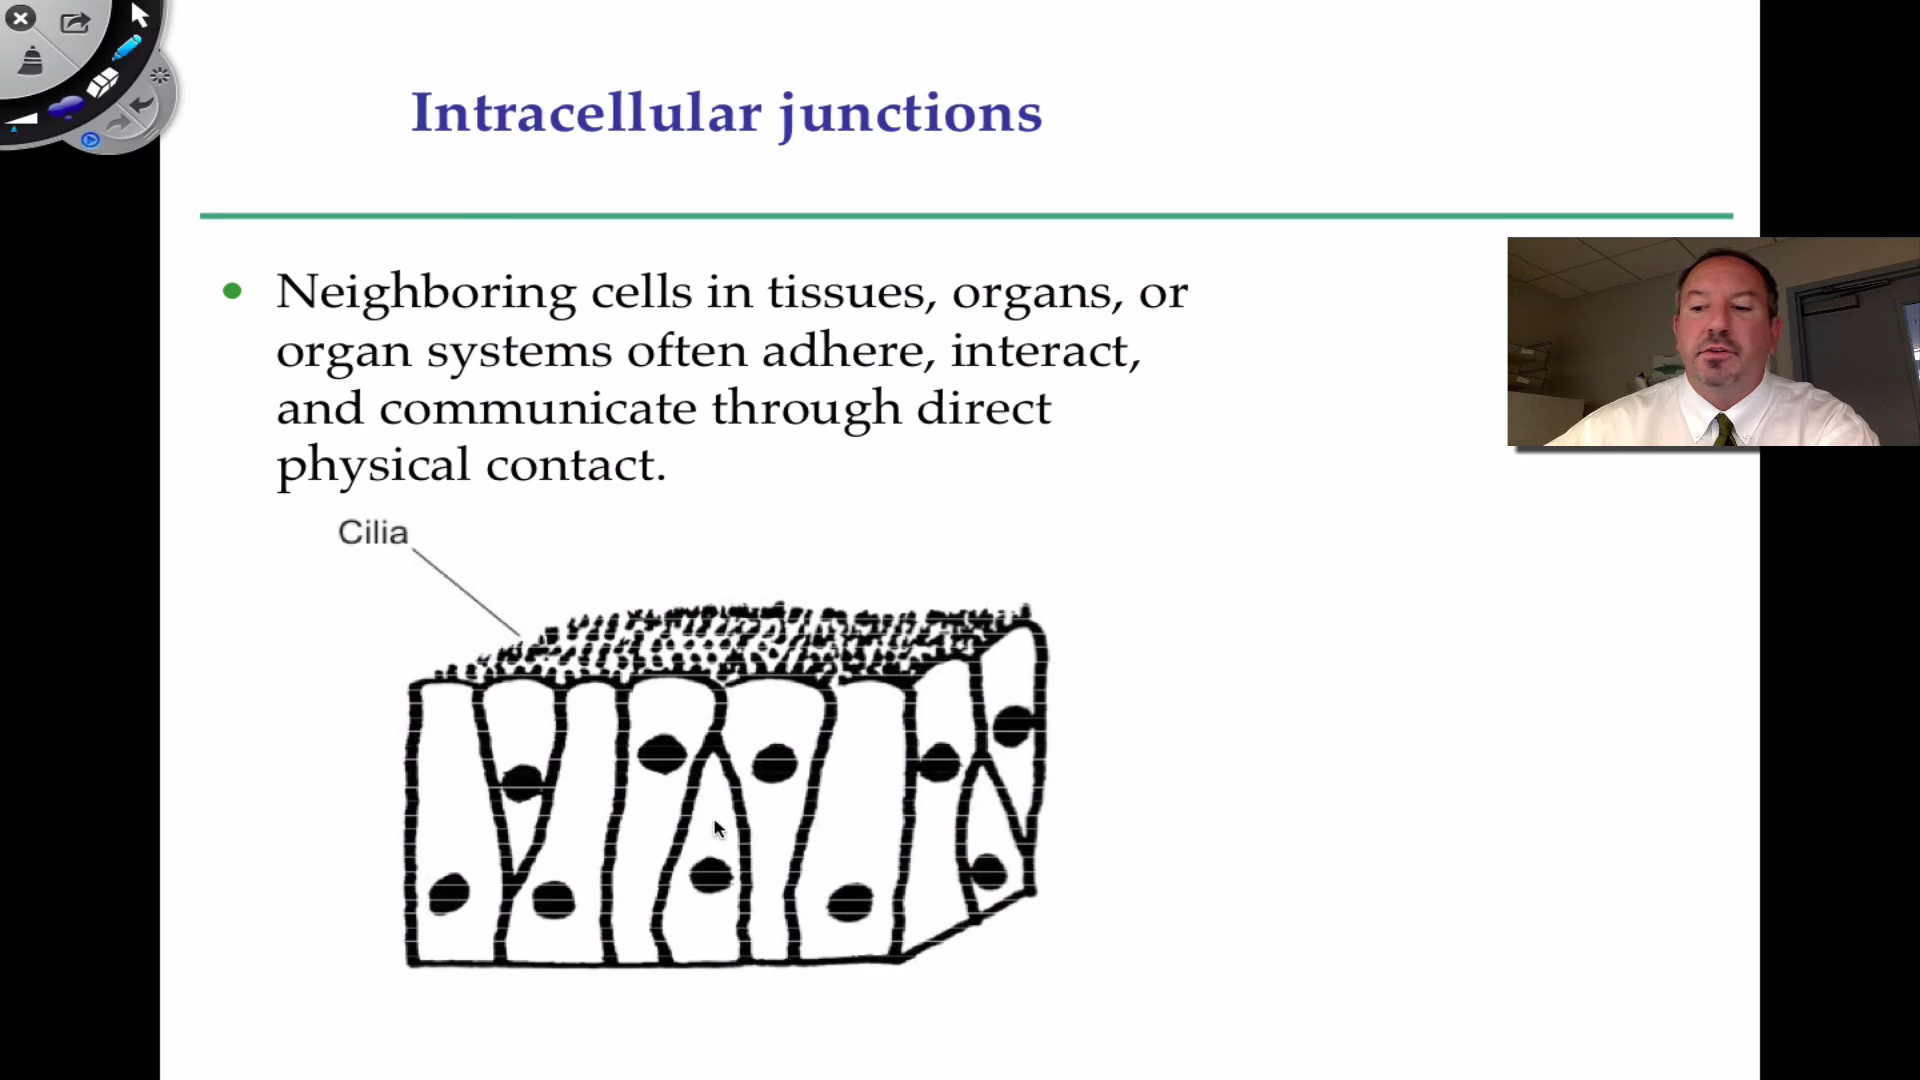 Intracellular junctions
• Neighboring cells in tissues, organs, or
organ systems often adhere, interact,
and communicate through direct
physical contact.
Cilia